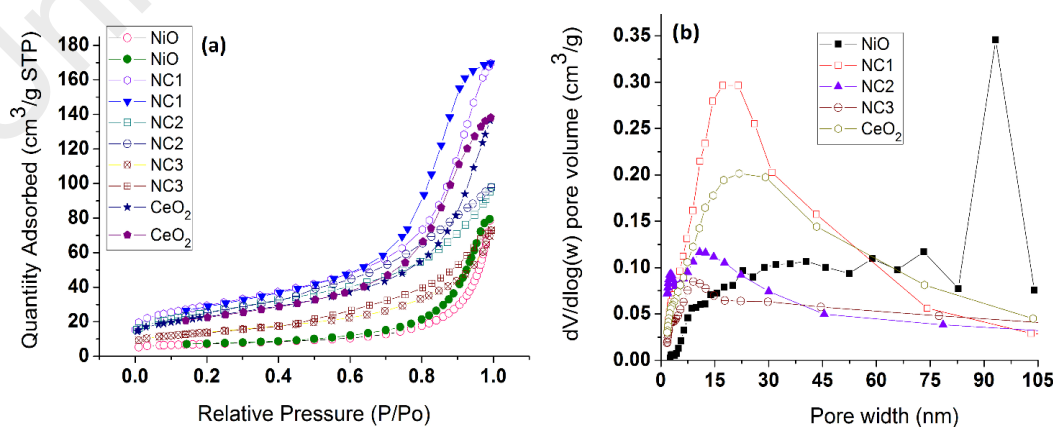 (a)
Quantity Adsorbed (cm³/g STP)
180
160
140
120
100
80
60
40
20
0
NiO
NiO
NC1
NC1
NC2
NC2
NC3
NC3
CeO₂
CeO₂
0.0 0.2 0.4 0.6 0.8 1.0
Relative Pressure (P/Po)
(b)
dV/dlog(w) pore volume (cm³/g)
0.35
0.30
0.25
0.20
0.15
0.10
0.05
0.00
NiO
NC1
NC2
NC3
CeO₂
0 15 30 45 60 75 90 105
Pore width (nm)